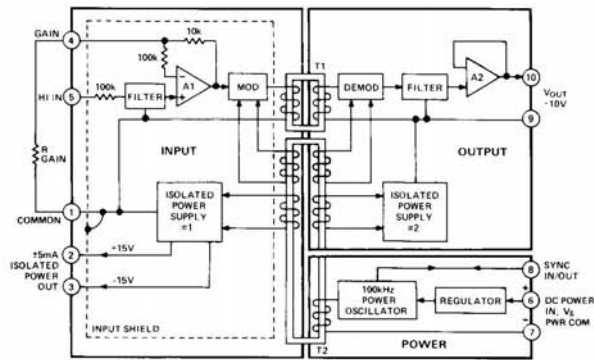 GAIN
4
10k
100k
A1
100k
HI IN
5
FILTER
MOD
T1
DEMOD
FILTER
A2
10
VOUT
-10V
9
R
GAIN
INPUT
OUTPUT
COMMON
1
ISOLATED
POWER
SUPPLY
=1
ISOLATED
POWER
SUPPLY
=2
±5mA
ISOLATED
POWER
OUT
2
+15V
3
-15V
INPUT SHIELD
T2
100kHz
POWER
OSCILLATOR
REGULATOR
8
SYNC
IN/OUT
+
6
DC POWER
IN, VS
PWR COM
-
7
POWER